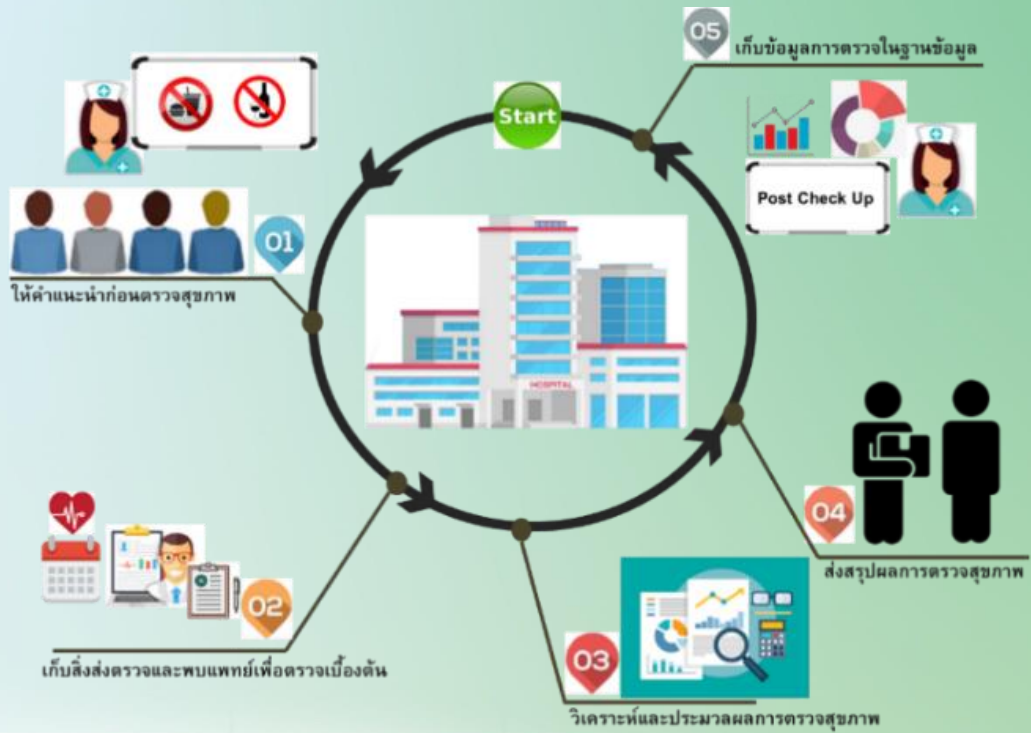 Start
01
ให้คำแนะนำก่อนตรวจสุขภาพ
02
เก็บสิ่งส่งตรวจและพบแพทย์เพื่อตรวจเบื้องต้น
03
วิเคราะห์และประมวลผลการตรวจสุขภาพ
04
ส่งสรุปผลการตรวจสุขภาพ
05
เก็บข้อมูลการตรวจในฐานข้อมูล
Post Check Up
HOSPITAL